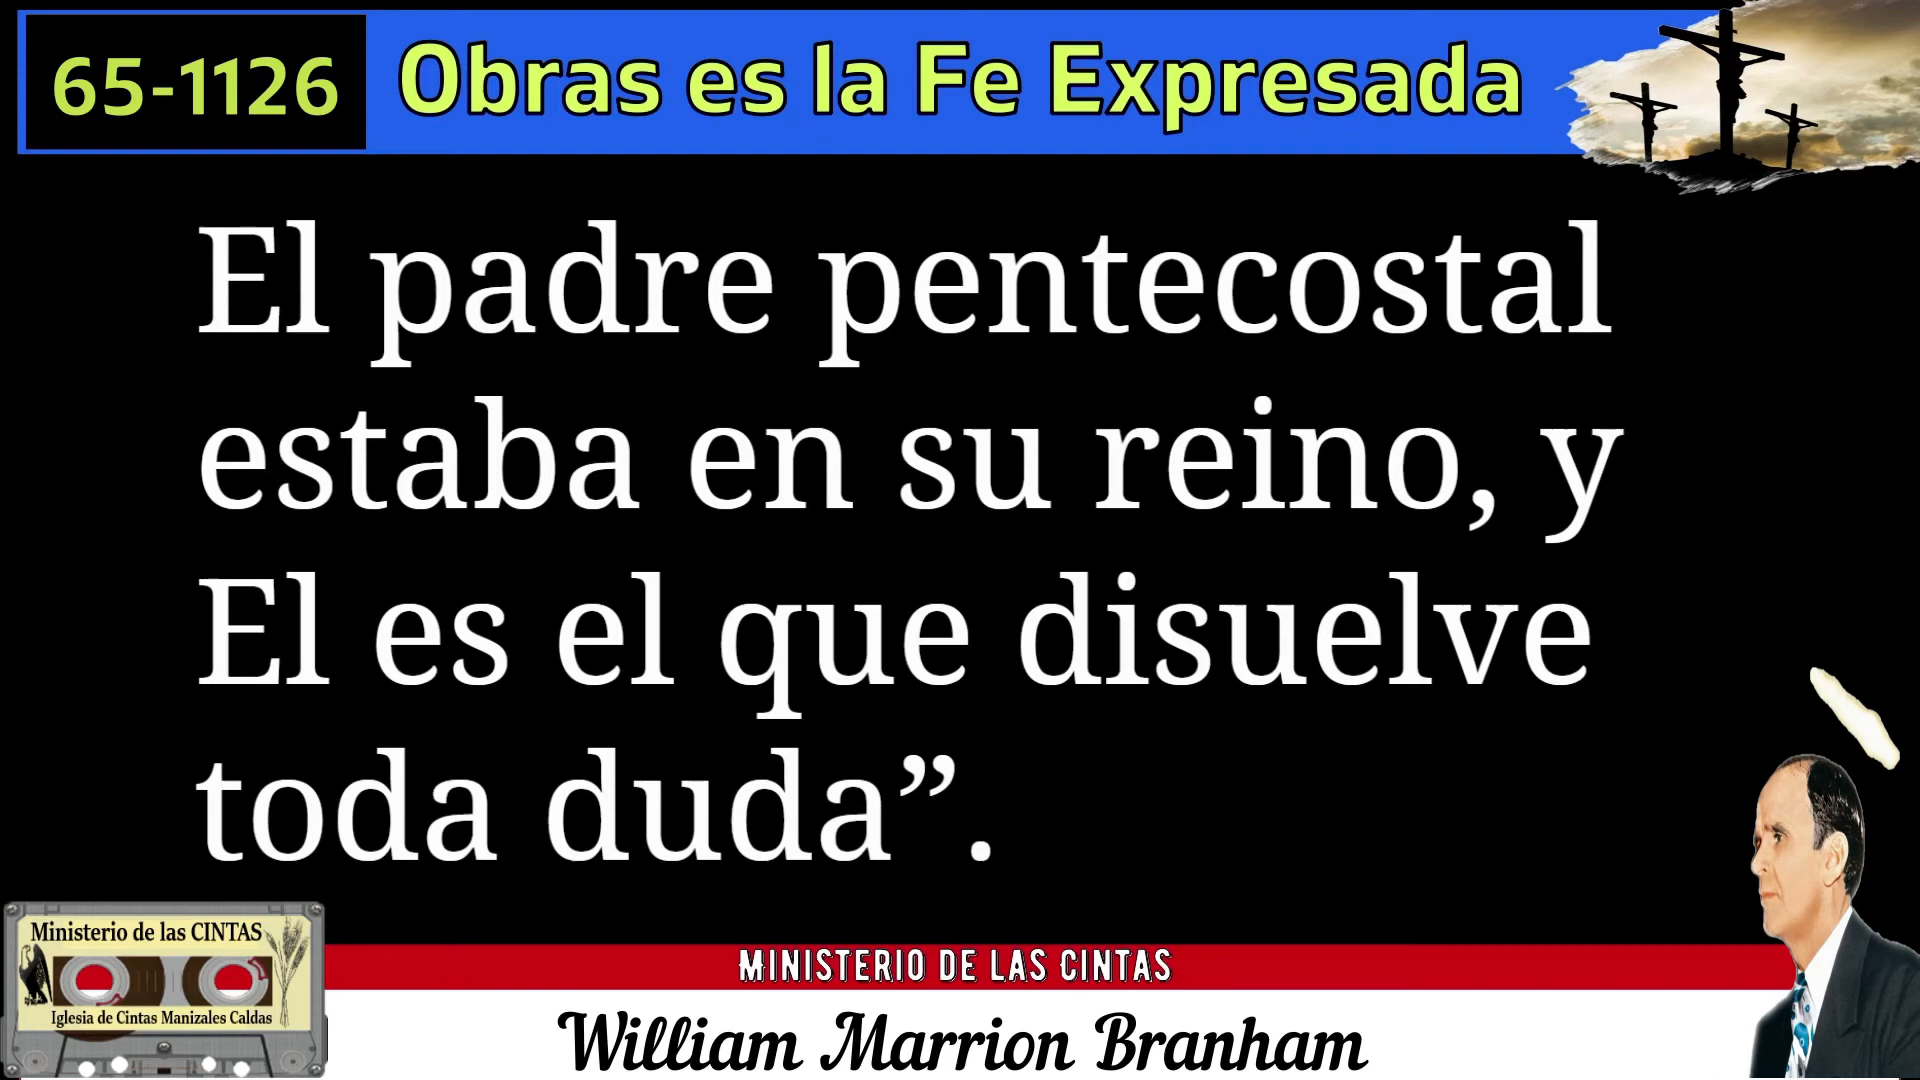 65-1126
Obras es la Fe Expresada
El padre pentecostal
estaba en su reino, y
El es el que disuelve
toda duda”.
Ministerio de las CINTAS
Iglesia de Cintas Manizales Caldas
MINISTERIO DE LAS CINTAS
William Marrion Branham